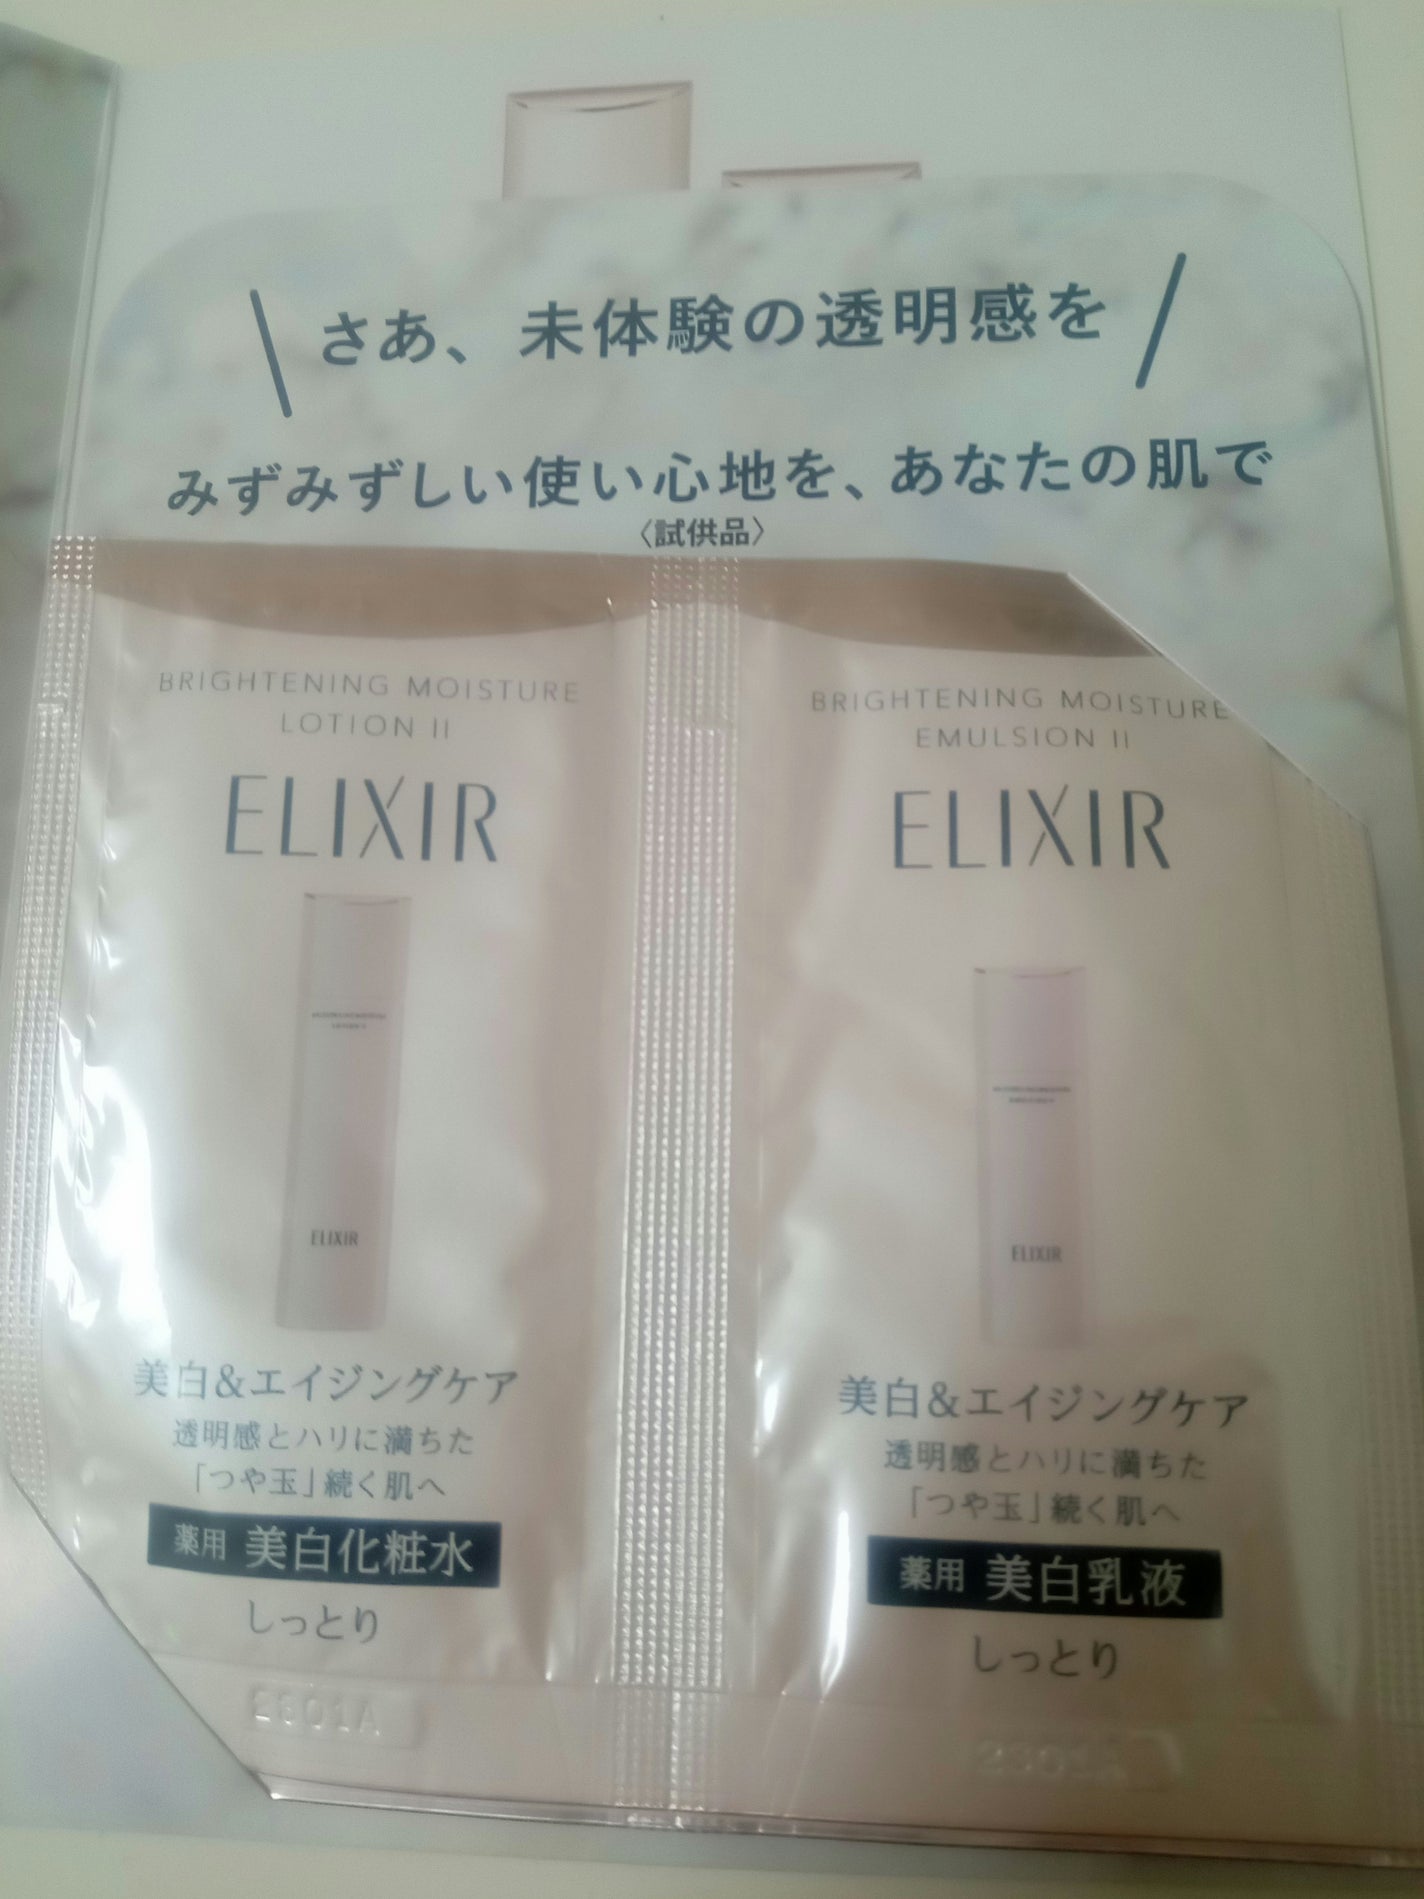 さあ、未体験の透明感を
みずみずしい使い心地を、あなたの肌で
〈試供品〉
BRIGHTENING MOISTURE
LOTION II
ELIXIR
ELIXIR
美白&エイジングケア
透明感とハリに満ちた
「つや玉」続く肌へ
薬用 美白化粧水
しっとり
2301A
BRIGHTENING MOISTURE
EMULSION II
ELIXIR
ELIXIR
美白&エイジングケア
透明感とハリに満ちた
「つや玉」続く肌へ
薬用 美白乳液
しっとり